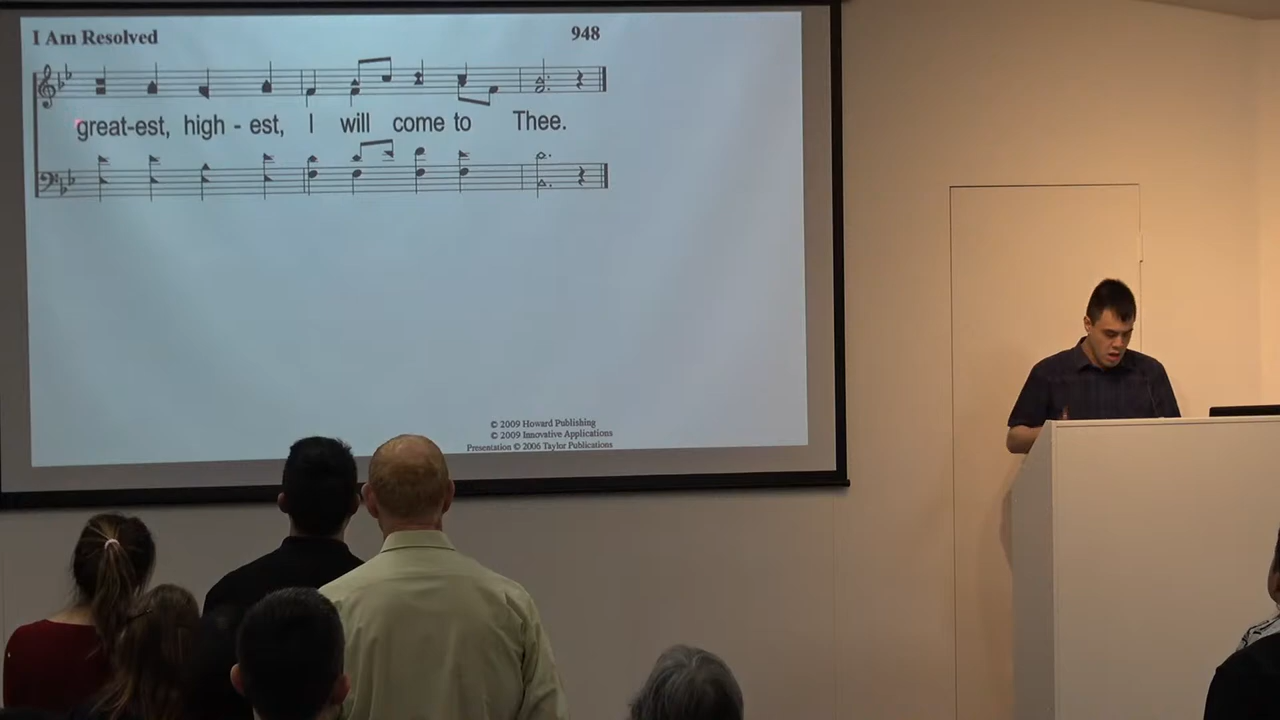 I Am Resolved 948
great-est, high - est, I will come to Thee.
© 2009 Howard Publishing
© 2009 Innovative Applications
Presentation © 2006 Taylor Publications